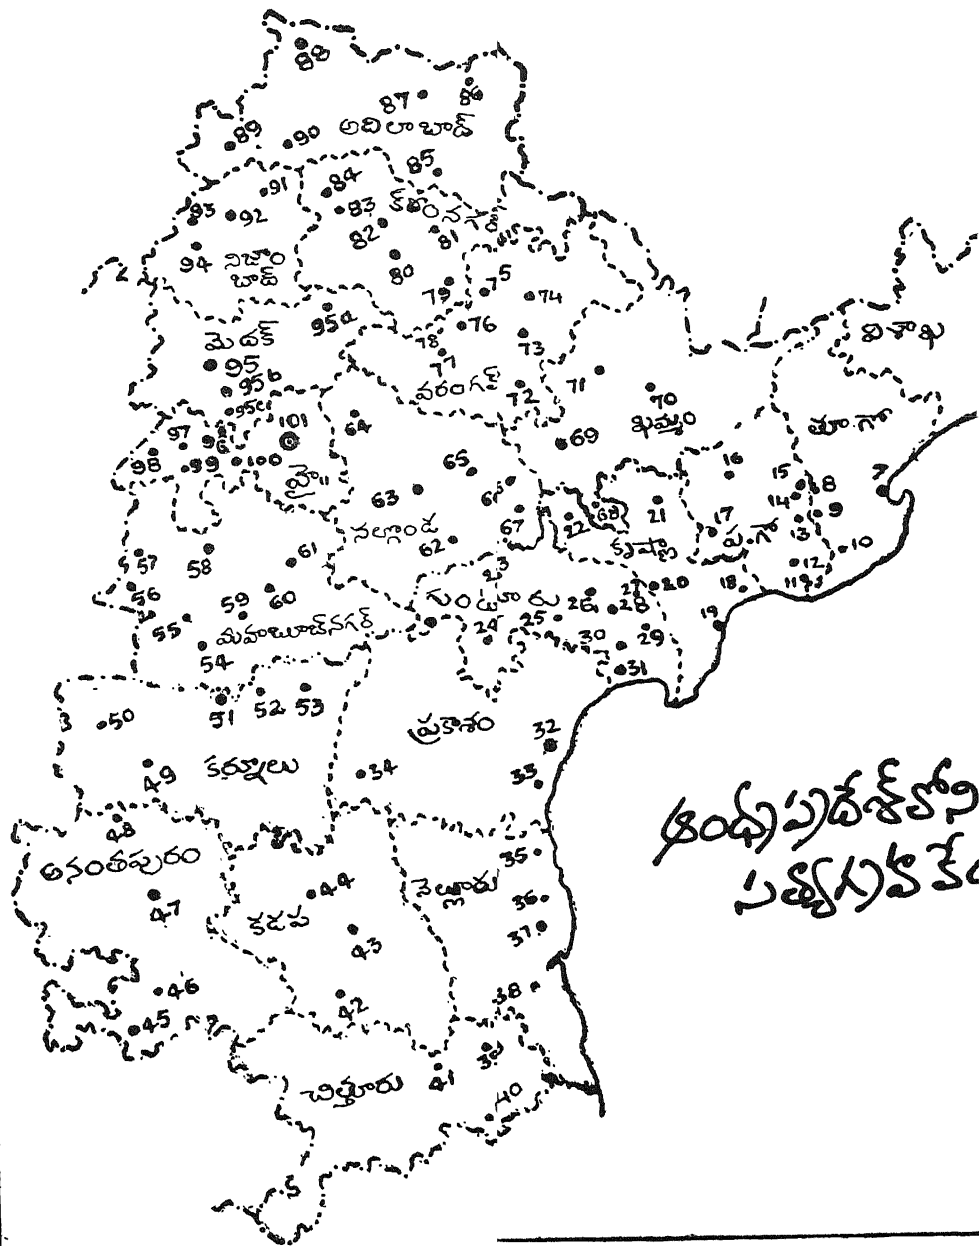 88
87 86
89 90 అదిలాబాద్
85
91 84
93 92 83 కరీంనగర్
82 81
94 నిజాం
బాద్ 80
79 75 74
95a 76
మెదక్ 78 73
95 77
95b వరంగల్ 72 71
95c 70
ఖమ్మం
విశాఖ
తూ.గో
97 101 64 69
98 99 100 65 16
హై॥ 15 8 7
63 14 9
67 22 68 21 17 ప.గో 13
నల్గొండ 62 కృష్ణా 10
57 58 61 23 12
56 59 60 గుంటూరు 26 27 28 20 18 11
55 మహబూబ్‌నగర్ 24 25 30 29 19
54 31
50 51 52 53 ప్రకాశం 32
49 కర్నూలు 34 33
48
అనంతపురం
ఆంధ్రప్రదేశ్‌లోని
సత్యాగ్రహ
44 నెల్లూరు 35
47 కడప 36
43 37
46 42 38
45
చిత్తూరు 41 39
40